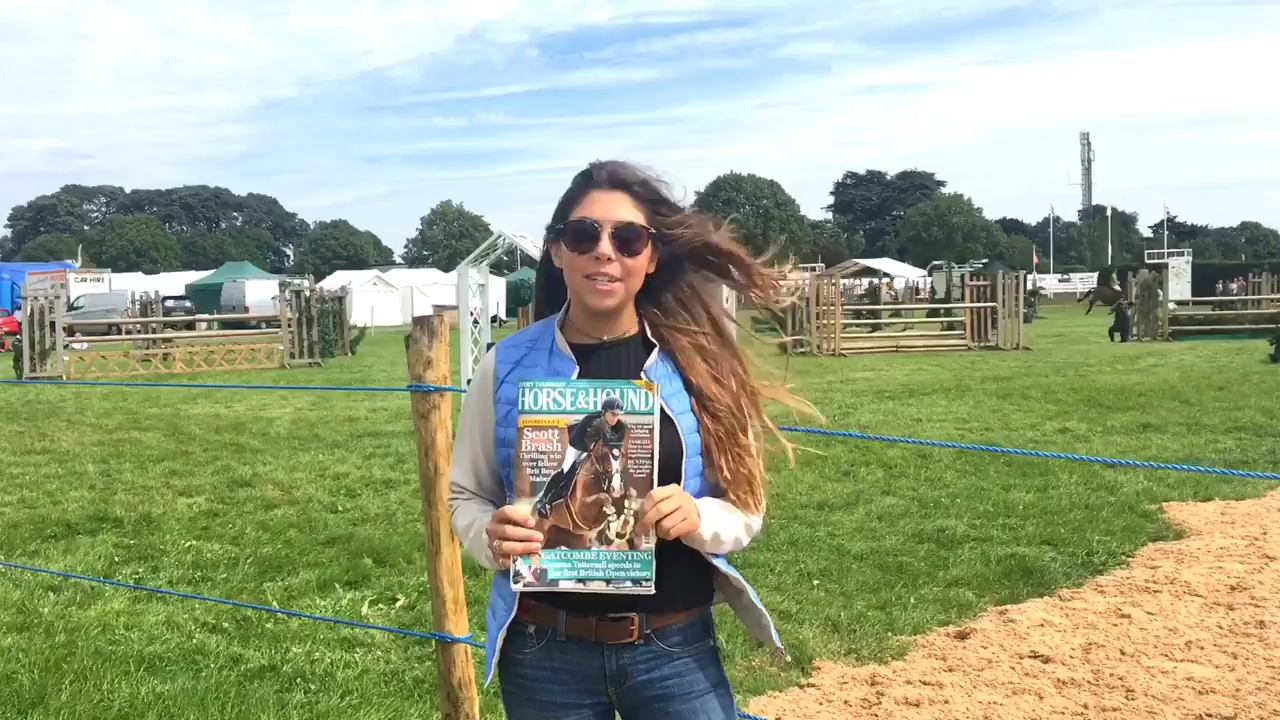 CAR HIRE
EVERY THURSDAY
HORSE&HOUND
Scott
Brash
Thrilling win
over fellow
Brit Ben
Maher
GATCOMBE EVENTING
Gemma Tattersall speeds to
her first British Open victory